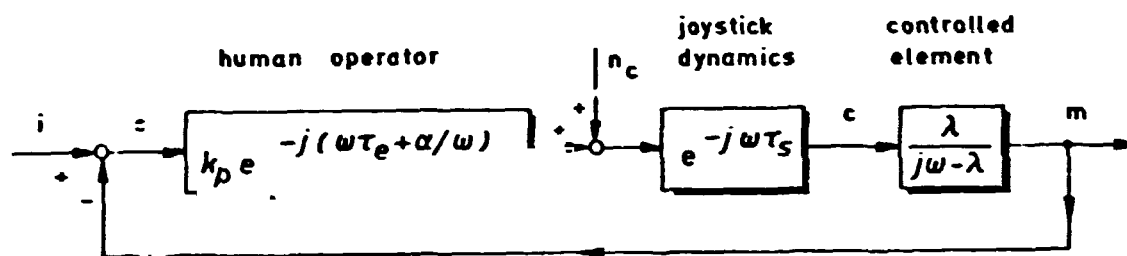 human operator
joystick
dynamics
controlled
element
n_c
i
k_p e^{-j(ωτ_e+α/ω)}
e^{-jωτ_s}
c
λ
jω-λ
m
+
-
+
+